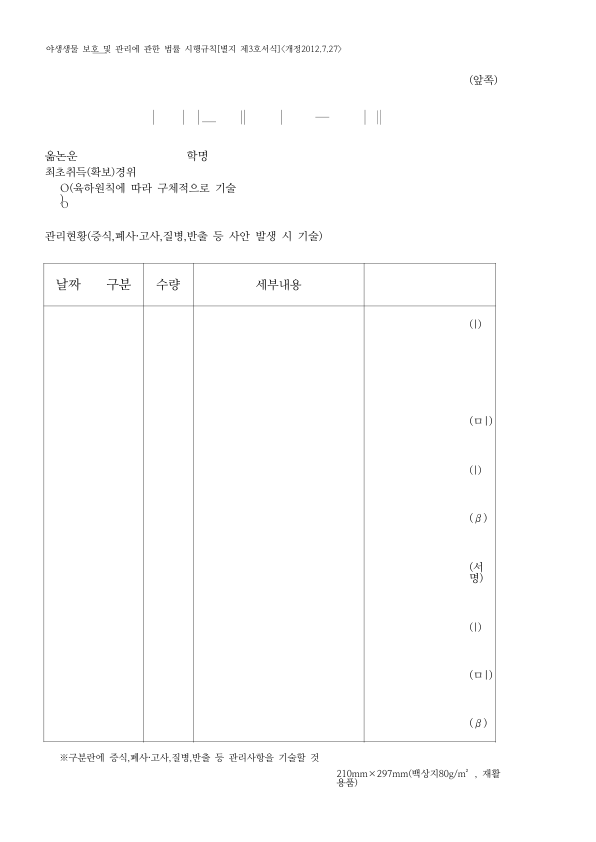 야생생물 보호 및 관리에 관한 법률 시행규칙[별지 제3호서식]<개정2012.7.27>
(앞쪽)
옮논운 학명
최초취득(확보)경위
O(육하원칙에 따라 구체적으로 기술
)
O
관리현황(증식,폐사·고사,질병,반출 등 사안 발생 시 기술)
날짜 구분 수량 세부내용
(|)
(ㅁ|)
(|)
(β)
(서
명)
(|)
(ㅁ|)
(β)
※구분란에 증식,폐사·고사,질병,반출 등 관리사항을 기술할 것
210mm×297mm(백상지80g/m², 재활
용품)